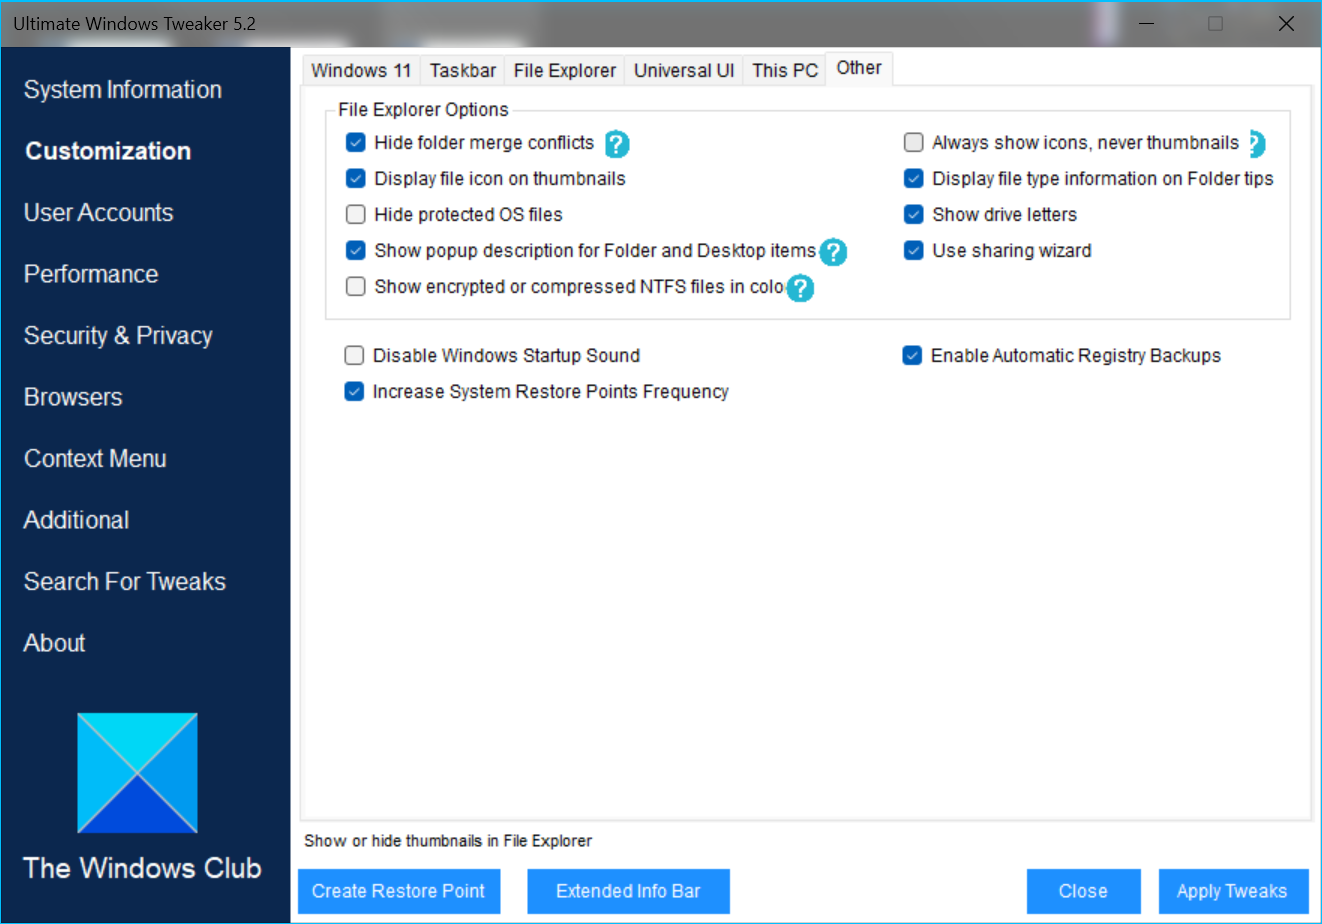 Ultimate Windows Tweaker 5.2
System Information
Customization
User Accounts
Performance
Security & Privacy
Browsers
Context Menu
Additional
Search For Tweaks
About
The Windows Club
Windows 11 Taskbar File Explorer Universal UI This PC Other
File Explorer Options
Hide folder merge conflicts ?
Display file icon on thumbnails
Hide protected OS files
Show popup description for Folder and Desktop items ?
Show encrypted or compressed NTFS files in colo ?
Always show icons, never thumbnails ?
Display file type information on Folder tips
Show drive letters
Use sharing wizard
Disable Windows Startup Sound
Increase System Restore Points Frequency
Enable Automatic Registry Backups
Show or hide thumbnails in File Explorer
Create Restore Point Extended Info Bar Close Apply Tweaks